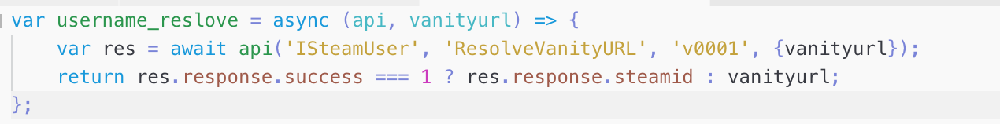 var username_reslove = async (api, vanityurl) => {
    var res = await api('ISteamUser', 'ResolveVanityURL', 'v0001', {vanityurl});
    return res.response.success === 1 ? res.response.steamid : vanityurl;
};